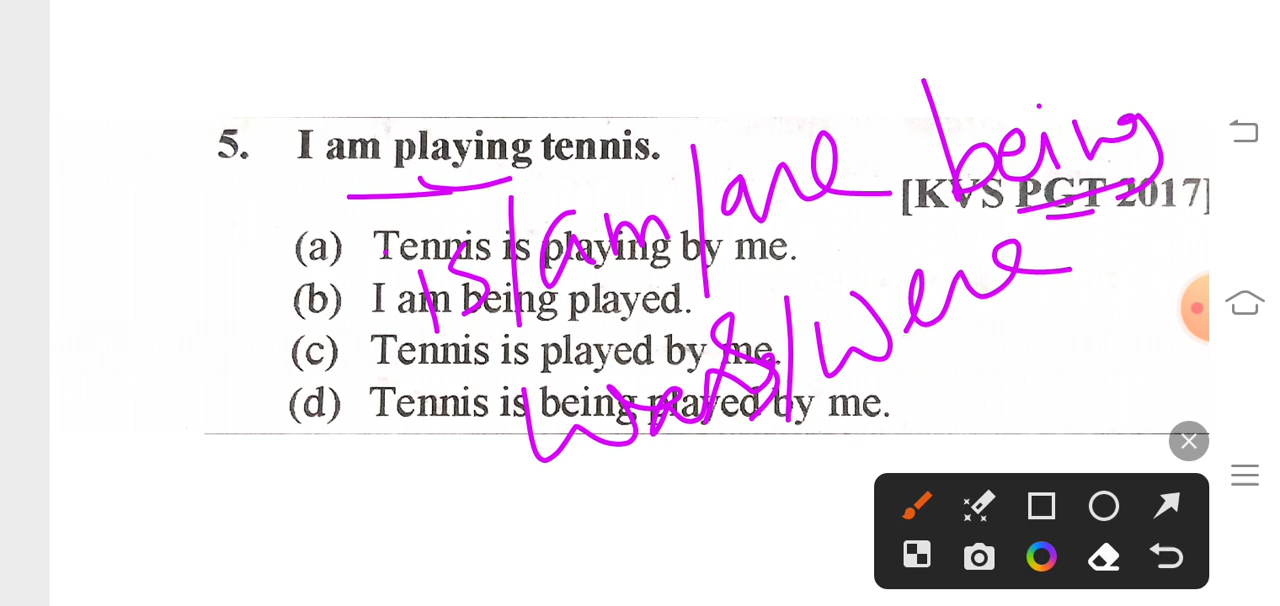 5. I am playing tennis.
[KVS PGT 2017]
is/am/are being
was/were
(a) Tennis is playing by me.
(b) I am being played.
(c) Tennis is played by me.
(d) Tennis is being played by me.